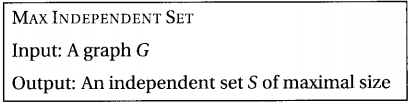 MAX INDEPENDENT SET
Input: A graph G
Output: An independent set S of maximal size